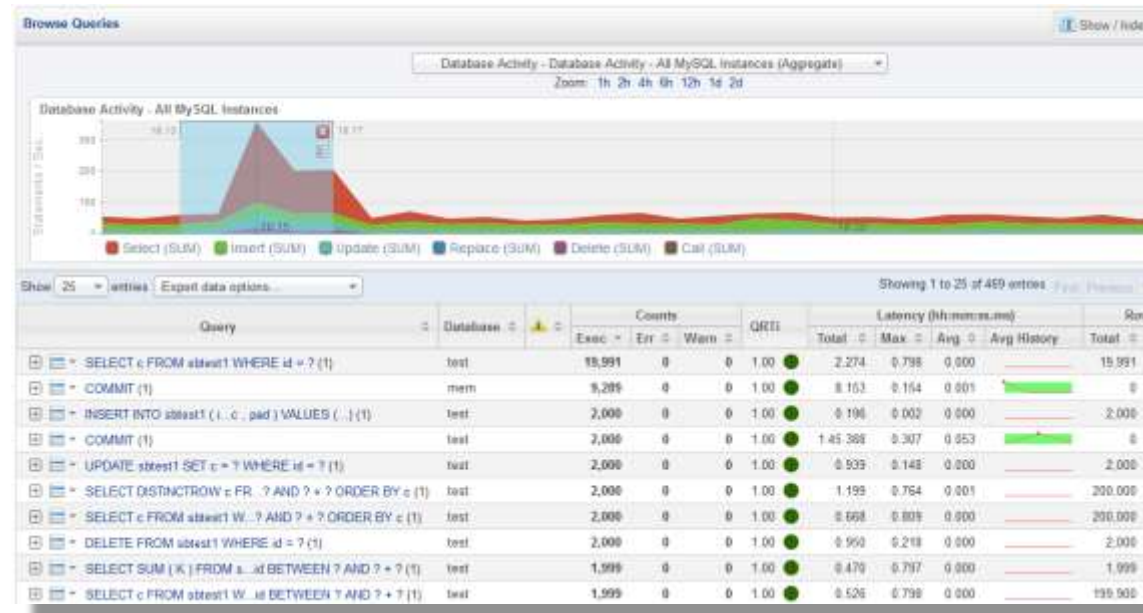 Browse Queries
Show / hide
Database Activity - Database Activity - All MySQL Instances (Aggregate)
Zoom: 1h 2h 4h 6h 12h 1d 2d
Database Activity - All MySQL Instances
Statements / Sec
18:17
200
100
0
Select (SUM) Insert (SUM) Update (SUM) Replace (SUM) Delete (SUM) Call (SUM)
Show 25 entries Export data options...
Showing 1 to 25 of 469 entries First Previous
Query Database Counts QRTi Latency (hh:mm:ss.ms)
Exec Err Warn Total Max Avg Avg History Total
SELECT c FROM sbtest1 WHERE id = ? (1) test 19,991 0 0 1.00 2.274 0.798 0.000 19,991
COMMIT (1) mem 9,209 0 0 1.00 8.153 0.154 0.001 0
INSERT INTO sbtest1 ( i... c , pad ) VALUES (...) (1) test 2,000 0 0 1.00 0.196 0.002 0.000 2,000
COMMIT (1) test 2,000 0 0 1.00 1:45.388 0.307 0.053 0
UPDATE sbtest1 SET c = ? WHERE id = ? (1) test 2,000 0 0 1.00 0.939 0.148 0.000 2,000
SELECT DISTINCTROW c FR...? AND ? + ? ORDER BY c (1) test 2,000 0 0 1.00 1.199 0.764 0.001 200,000
SELECT c FROM sbtest1 W...? AND ? + ? ORDER BY c (1) test 2,000 0 0 1.00 0.668 0.009 0.000 200,000
DELETE FROM sbtest1 WHERE id = ? (1) test 2,000 0 0 1.00 0.950 0.218 0.000 2,000
SELECT SUM ( K ) FROM s...id BETWEEN ? AND ? + ? (1) test 1,999 0 0 1.00 0.470 0.797 0.000 1,999
SELECT c FROM sbtest1 W...id BETWEEN ? AND ? + ? (1) test 1,999 0 0 1.00 0.526 0.798 0.000 199,900